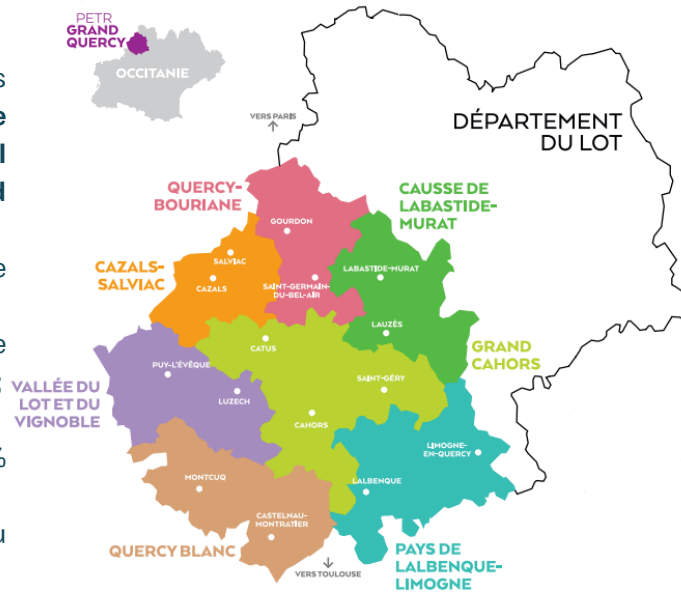 PETR
GRAND
QUERCY
OCCITANIE
s
e
l
d
e
e
:
%
u
VERS PARIS
↑
DÉPARTEMENT
DU LOT
QUERCY-
BOURIANE
GOURDON
CAUSSE DE
LABASTIDE-
MURAT
SALVIAC
CAZALS-
SALVIAC
CAZALS
SAINT-GERMAIN-
DU-BEL-AIR
LABASTIDE-MURAT
LAUZÈS
CATUS
GRAND
CAHORS
PUY-L'ÉVÊQUE
SAINT-GÉRY
VALLÉE DU
LOT ET DU
VIGNOBLE
LUZECH
CAHORS
LIMOGNE-
EN-QUERCY
MONTCUQ
LALBENQUE
CASTELNAU-
MONTRATIER
QUERCY BLANC
↓
VERS TOULOUSE
PAYS DE
LALBENQUE-
LIMOGNE